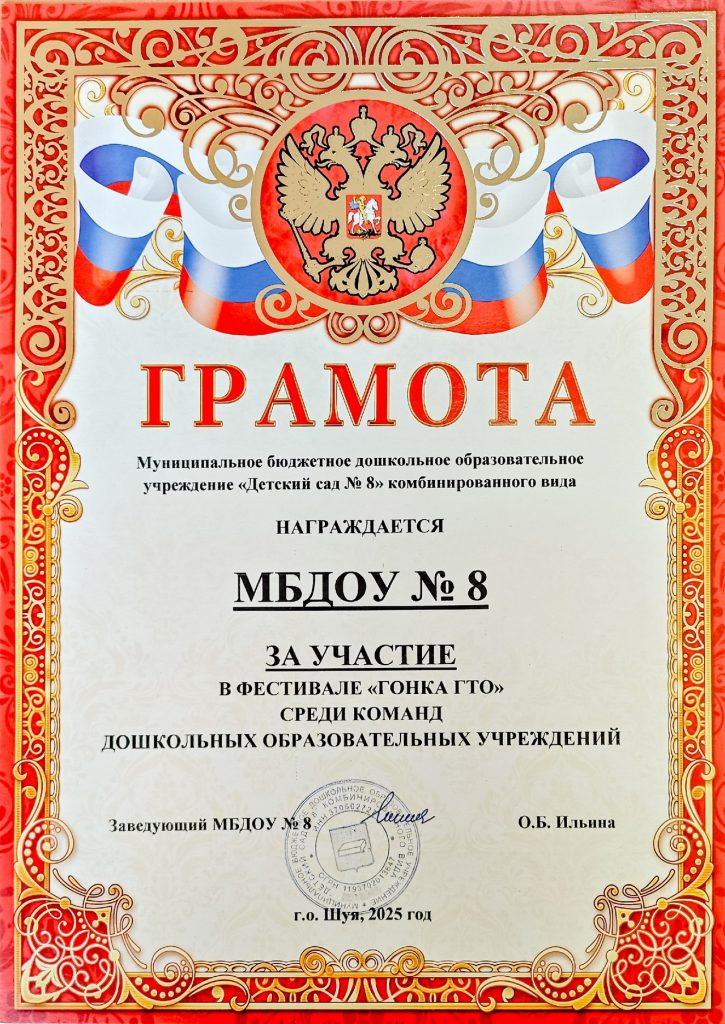 ГРАМОТА
Муниципальное бюджетное дошкольное образовательное
учреждение «Детский сад № 8» комбинированного вида
НАГРАЖДАЕТСЯ
МБДОУ № 8
ЗА УЧАСТИЕ
В ФЕСТИВАЛЕ «ГОНКА ГТО»
СРЕДИ КОМАНД
ДОШКОЛЬНЫХ ОБРАЗОВАТЕЛЬНЫХ УЧРЕЖДЕНИЙ
Заведующий МБДОУ № 8 О.Б. Ильина
г.о. Шуя, 2025 год